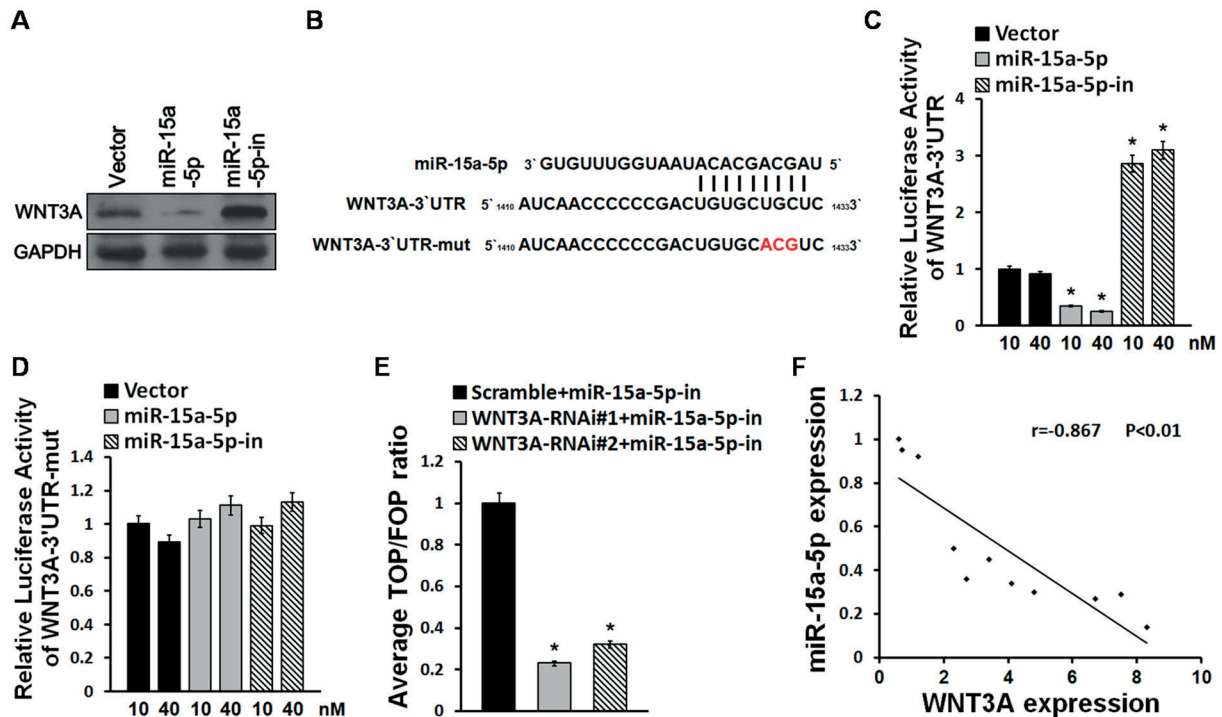 A
Vector
miR-15a
-5p
miR-15a
-5p-in
WNT3A
GAPDH
B
miR-15a-5p 3` GUGUUUGGUAAUACACGACGAU 5`
WNT3A-3`UTR 5` 1410 AUCAACCCCCCGACUGUGCUGCUC 1433 3`
WNT3A-3`UTR-mut 5` 1410 AUCAACCCCCCGACUGUGCACGUC 1433 3`
C
Vector
miR-15a-5p
miR-15a-5p-in
Relative Luciferase Activity
of WNT3A-3'UTR
4
3
2
1
0
* * * *
10 40 10 40 10 40 nM
D
Vector
miR-15a-5p
miR-15a-5p-in
Relative Luciferase Activity
of WNT3A-3'UTR-mut
1.4
1.2
1
0.8
0.6
0.4
0.2
0
10 40 10 40 10 40 nM
E
Scramble+miR-15a-5p-in
WNT3A-RNAi#1+miR-15a-5p-in
WNT3A-RNAi#2+miR-15a-5p-in
Average TOP/FOP ratio
1.2
1
0.8
0.6
0.4
0.2
0
* *
F
miR-15a-5p expression
1.2
1
0.8
0.6
0.4
0.2
0
r=-0.867 P<0.01
0 2 4 6 8 10
WNT3A expression